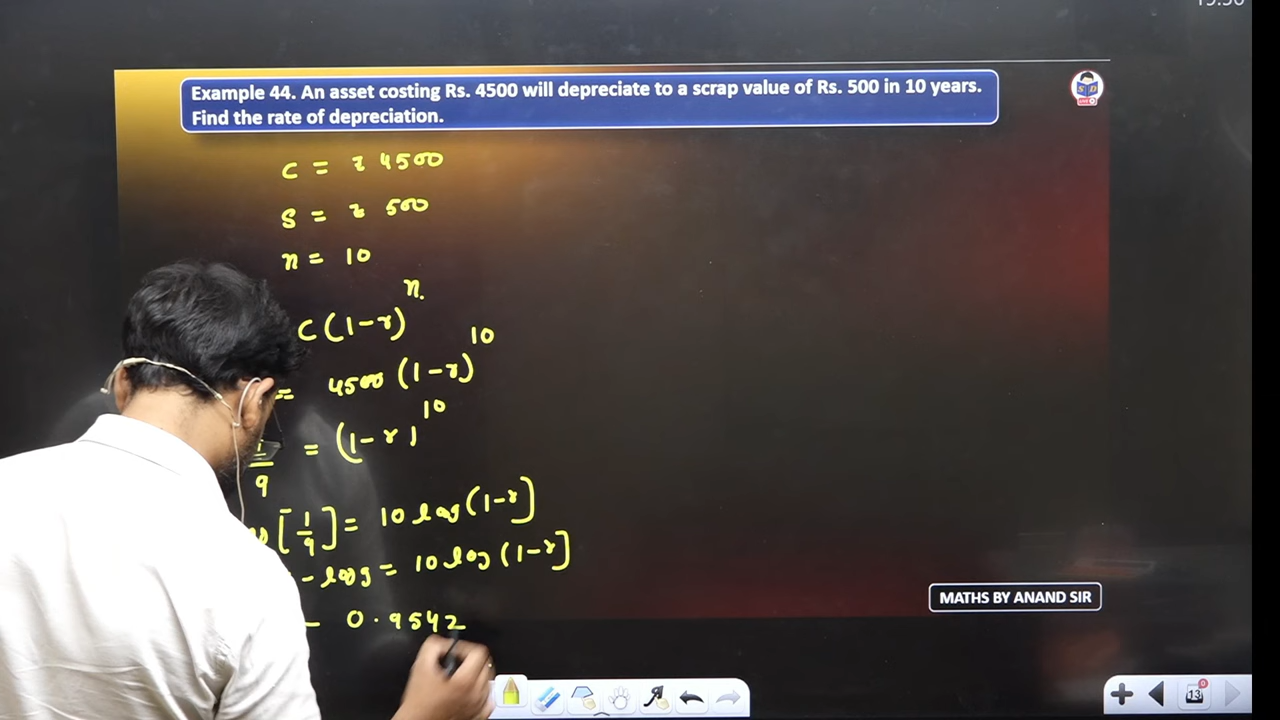 Example 44. An asset costing Rs. 4500 will depreciate to a scrap value of Rs. 500 in 10 years.
Find the rate of depreciation.
C = ₹ 4500
S = ₹ 500
n = 10
C(1-r)^n
= 4500 (1-r)^10
1/9 = (1-r)^10
[1/9] = 10 log(1-r]
- log 9 = 10 log (1-r]
- 0.9542
MATHS BY ANAND SIR
13